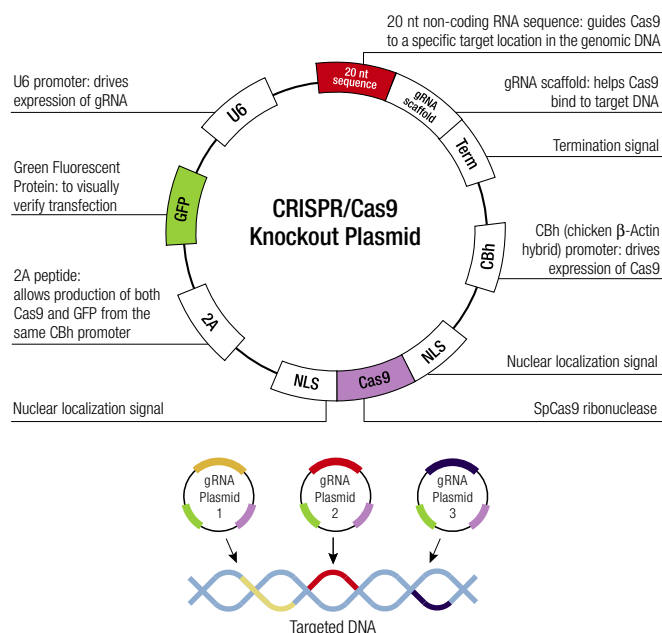 20 nt non-coding RNA sequence: guides Cas9
to a specific target location in the genomic DNA
20 nt
sequence
U6 promoter: drives
expression of gRNA
U6
gRNA
scaffold
gRNA scaffold: helps Cas9
bind to target DNA
Term
Termination signal
Green Fluorescent
Protein: to visually
verify transfection
GFP
CRISPR/Cas9
Knockout Plasmid
CBh
CBh (chicken β-Actin
hybrid) promoter: drives
expression of Cas9
2A peptide:
allows production of both
Cas9 and GFP from the
same CBh promoter
2A
NLS
Cas9
NLS
Nuclear localization signal
Nuclear localization signal
SpCas9 ribonuclease
gRNA
Plasmid
1
gRNA
Plasmid
2
gRNA
Plasmid
3
Targeted DNA